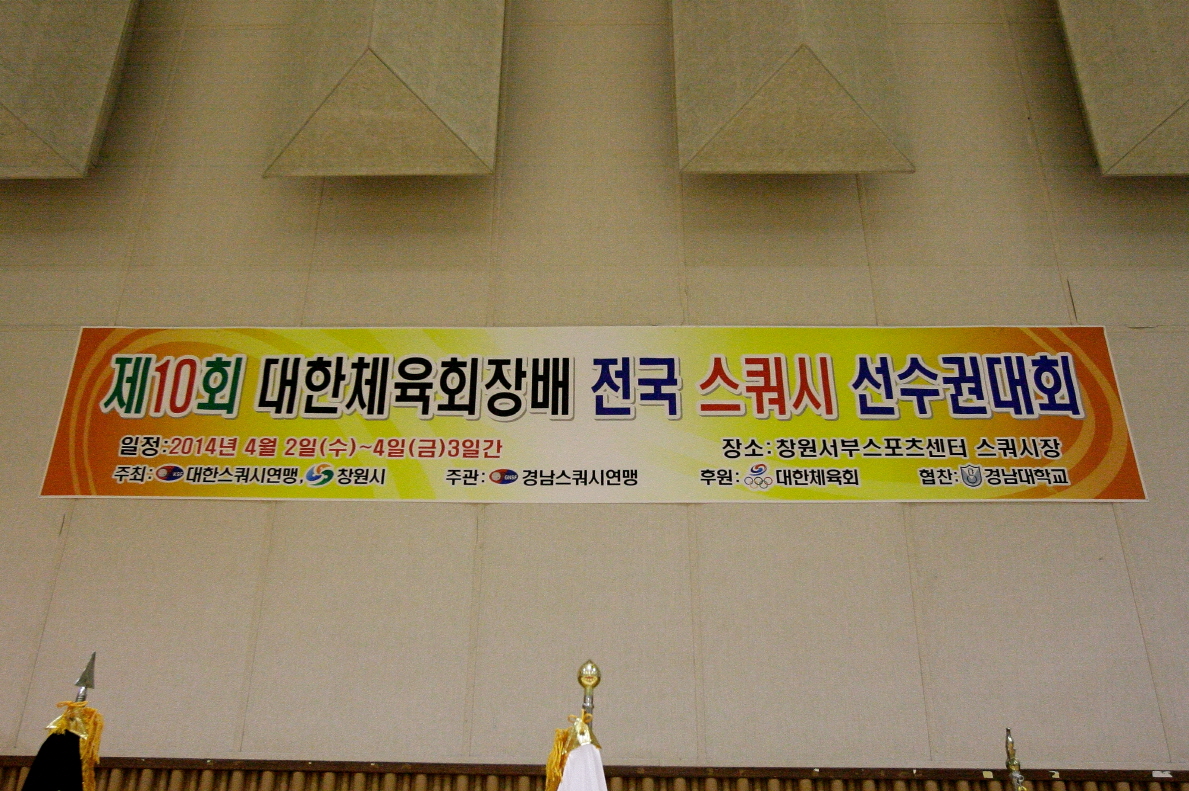 제10회 대한체육회장배 전국 스쿼시 선수권대회
일정:2014년 4월 2일(수)~4일(금)3일간 장소:창원서부스포츠센터 스쿼시장
주최: 대한스쿼시연맹, 창원시 주관: 경남스쿼시연맹 후원: 대한체육회 협찬: 경남대학교